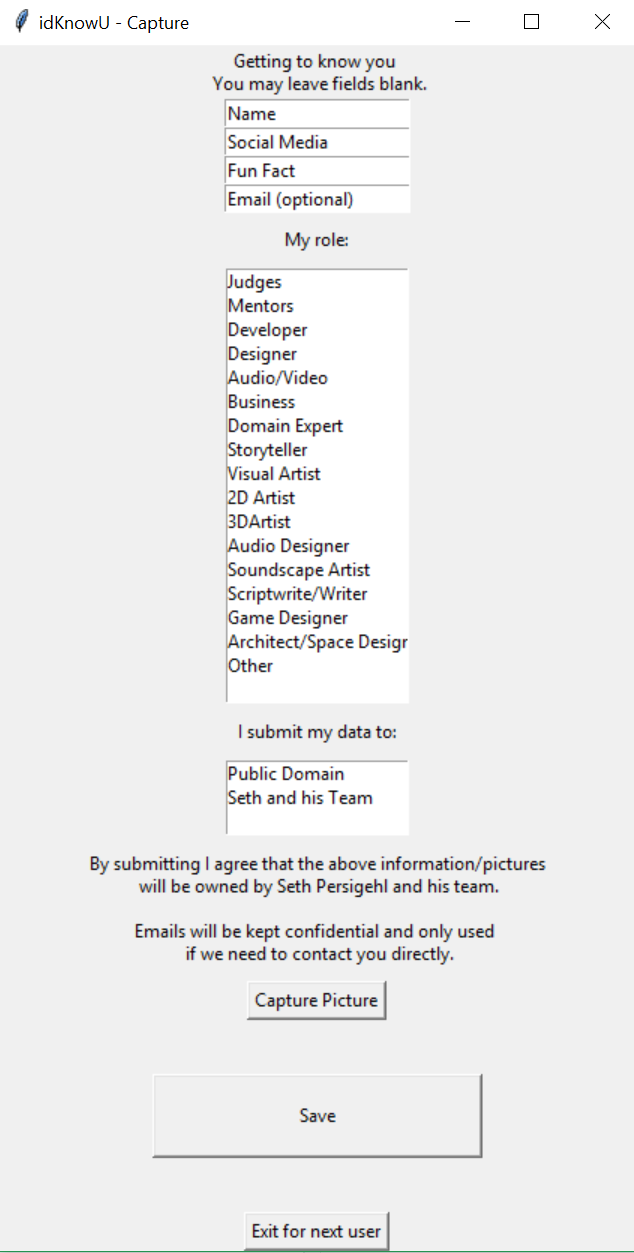 idKnowU - Capture
Getting to know you
You may leave fields blank.
Name
Social Media
Fun Fact
Email (optional)
My role:
Judges
Mentors
Developer
Designer
Audio/Video
Business
Domain Expert
Storyteller
Visual Artist
2D Artist
3DArtist
Audio Designer
Soundscape Artist
Scriptwrite/Writer
Game Designer
Architect/Space Desigr
Other
I submit my data to:
Public Domain
Seth and his Team
By submitting I agree that the above information/pictures
will be owned by Seth Persigehl and his team.
Emails will be kept confidential and only used
if we need to contact you directly.
Capture Picture
Save
Exit for next user